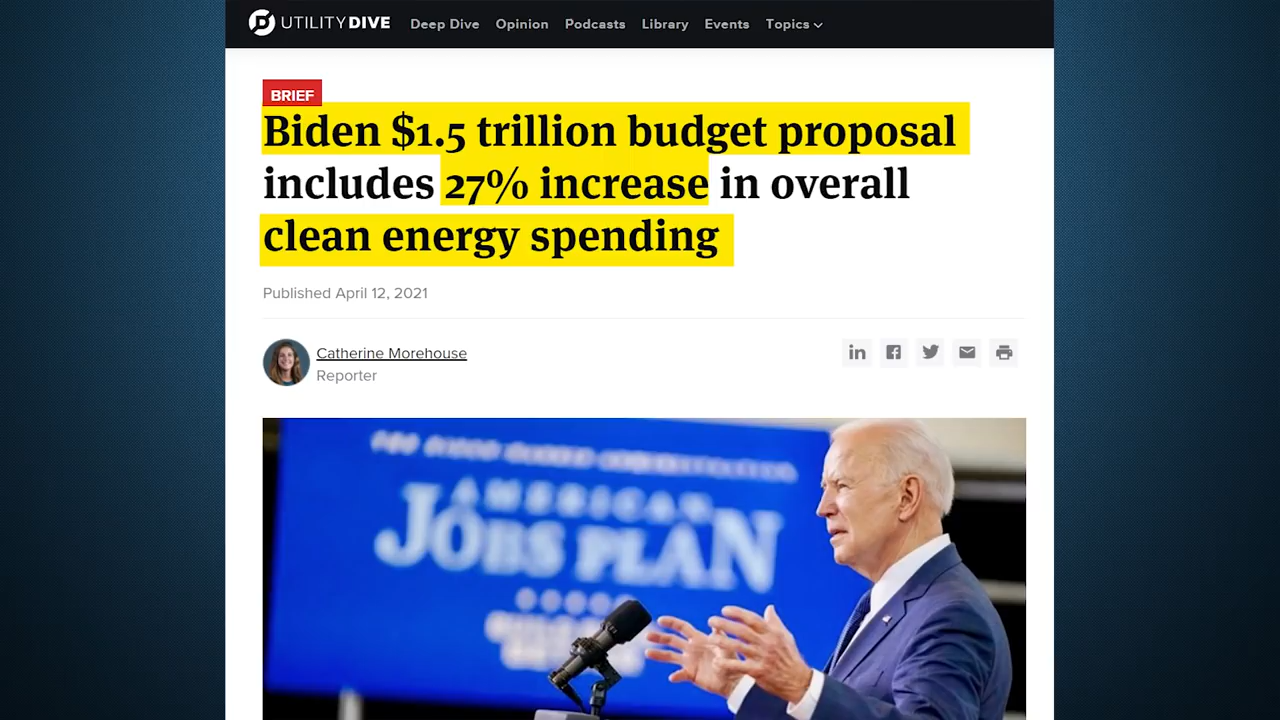 UTILITY DIVE Deep Dive Opinion Podcasts Library Events Topics
BRIEF
Biden $1.5 trillion budget proposal
includes 27% increase in overall
clean energy spending
Published April 12, 2021
Catherine Morehouse
Reporter
AMERICAN
JOBS PLAN